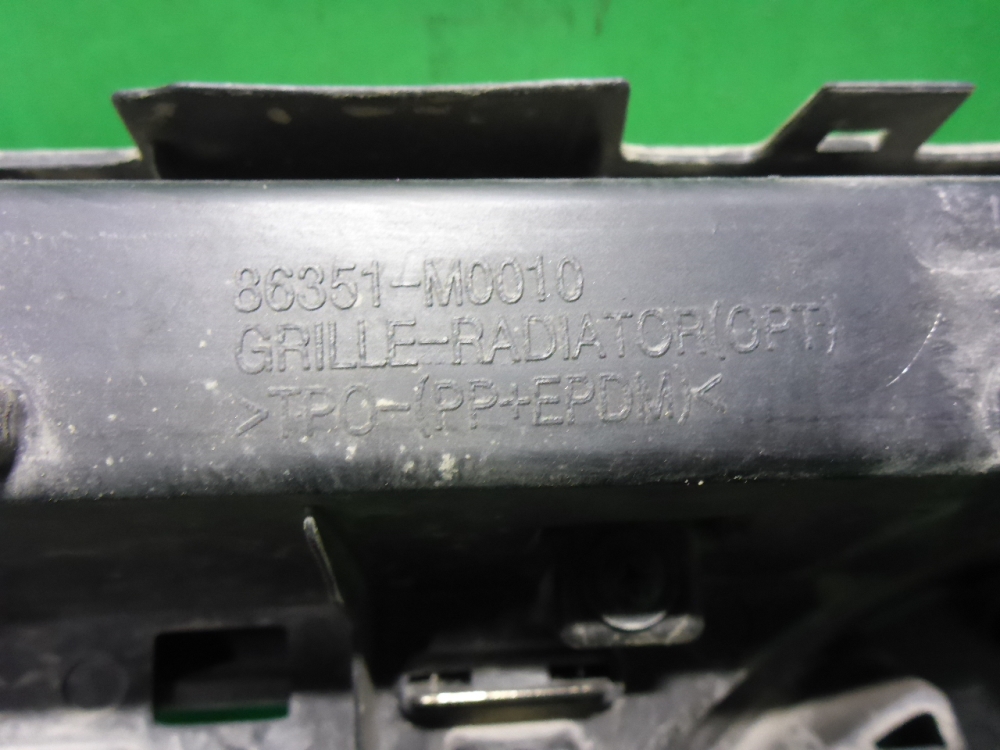 86351-M0010
GRILLE-RADIATOR(OPT)
>TPO-(PP+EPDM)<